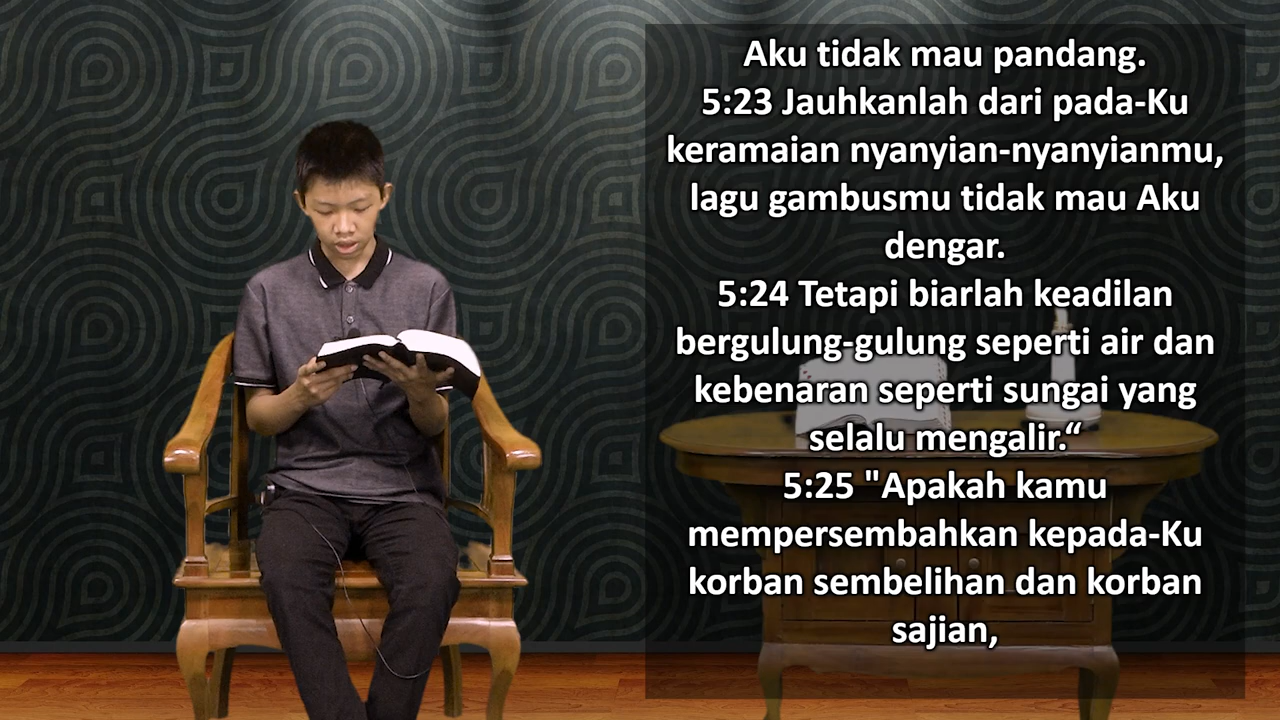 Aku tidak mau pandang.
5:23 Jauhkanlah dari pada-Ku
keramaian nyanyian-nyanyianmu,
lagu gambusmu tidak mau Aku
dengar.
5:24 Tetapi biarlah keadilan
bergulung-gulung seperti air dan
kebenaran seperti sungai yang
selalu mengalir.“
5:25 "Apakah kamu
mempersembahkan kepada-Ku
korban sembelihan dan korban
sajian,